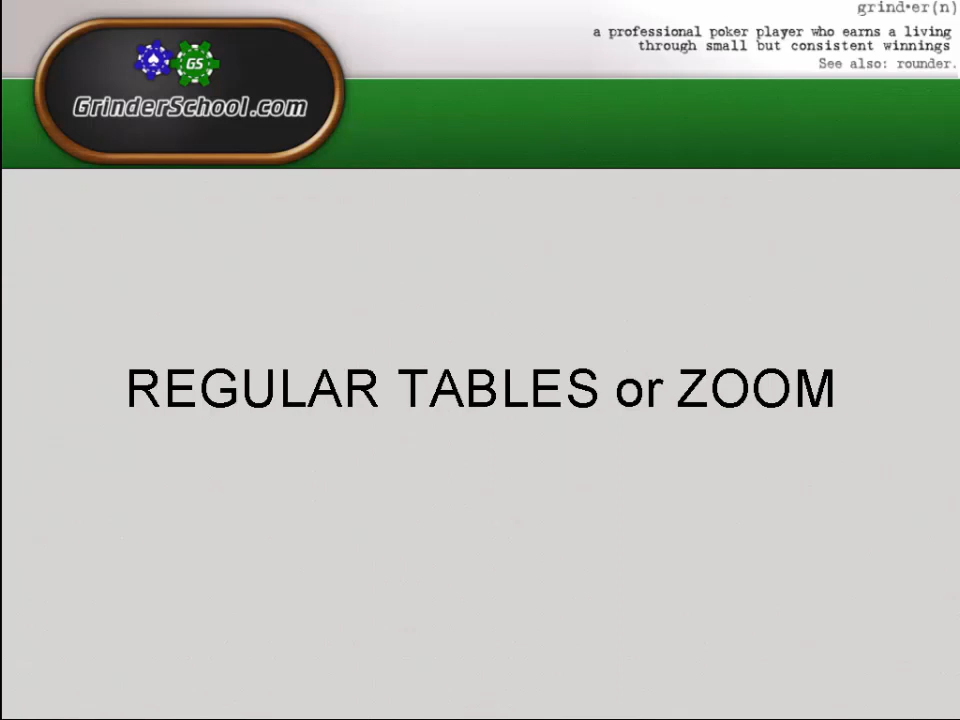 grind•er(n)
a professional poker player who earns a living
through small but consistent winnings
See also: rounder.
GS
GrinderSchool.com
REGULAR TABLES or ZOOM